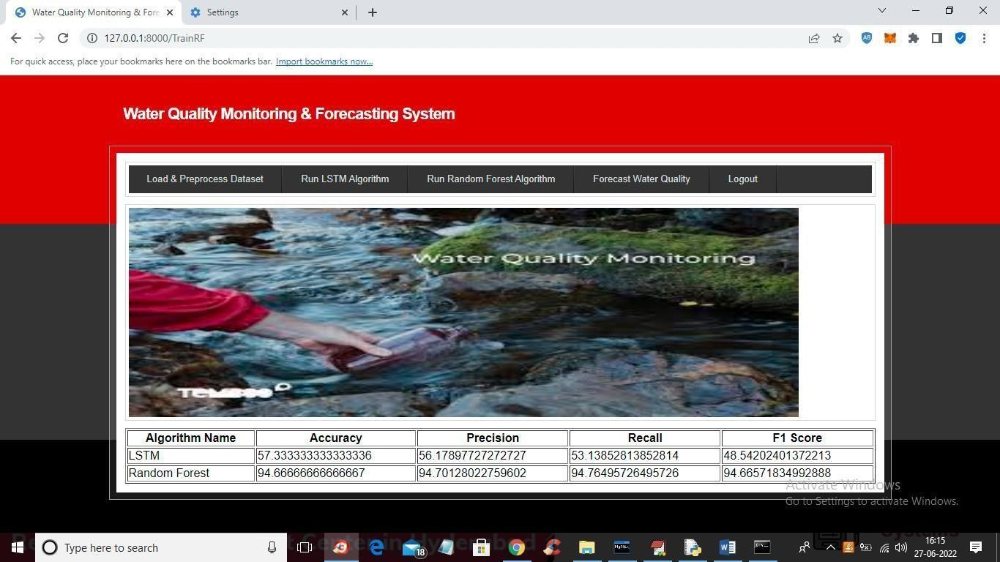 Water Quality Monitoring & Fore
Settings
127.0.0.1:8000/TrainRF
For quick access, place your bookmarks here on the bookmarks bar. Import bookmarks now...
Water Quality Monitoring & Forecasting System
Load & Preprocess Dataset Run LSTM Algorithm Run Random Forest Algorithm Forecast Water Quality Logout
Water Quality Monitoring
Algorithm Name Accuracy Precision Recall F1 Score
LSTM 57.333333333333336 56.17897727272727 53.13852813852814 48.54202401372213
Random Forest 94.66666666666667 94.70128022759602 94.76495726495726 94.66571834992888
Activate Windows
Go to Settings to activate Windows.
Systems
Type here to search
18
16:15
27-06-2022